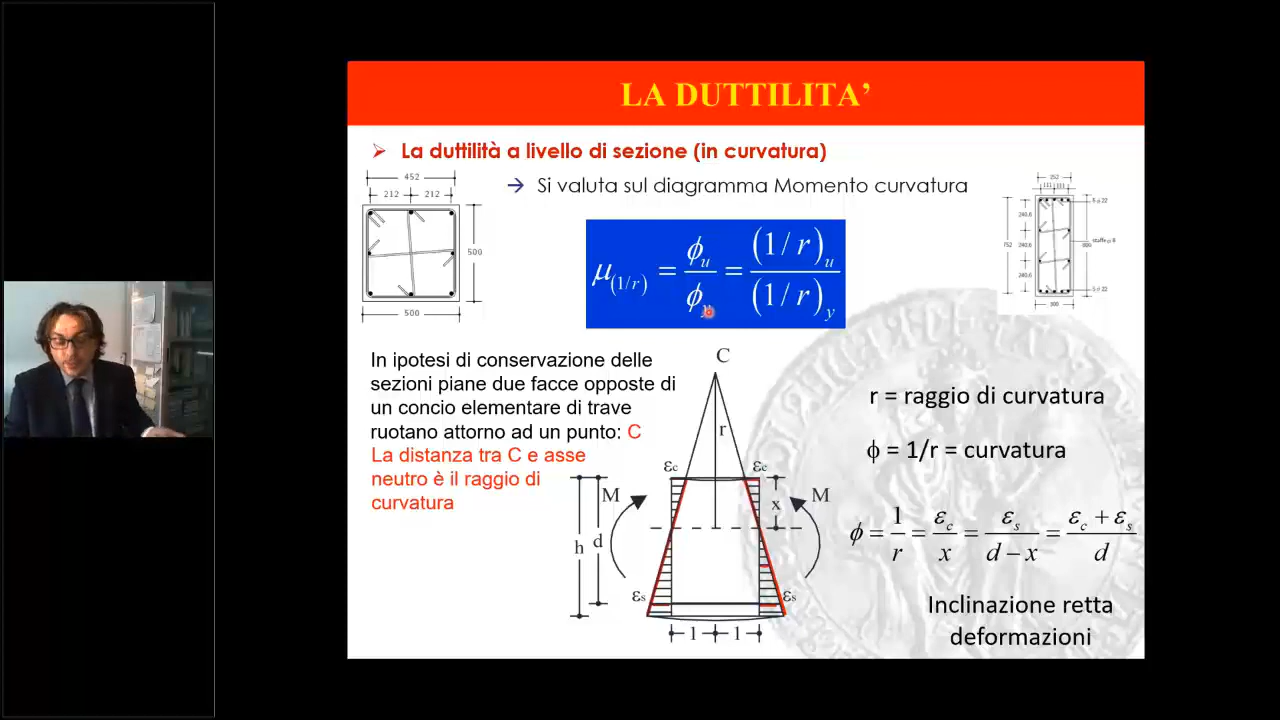 LA DUTTILITA'
➢ La duttilità a livello di sezione (in curvatura)
→ Si valuta sul diagramma Momento curvatura
452
212 212
500
500
μ(1/r) = ϕu / ϕ = (1/r)u / (1/r)y
252
111 111
5 ϕ 22
240.6
752
240.6
800
staffe ϕ 8
240.6
5 ϕ 22
300
In ipotesi di conservazione delle
sezioni piane due facce opposte di
un concio elementare di trave
ruotano attorno ad un punto: C
La distanza tra C e asse
neutro è il raggio di
curvatura
C
r
εc εc
M M
x
h d
εs εs
1 1
r = raggio di curvatura
ϕ = 1/r = curvatura
ϕ = 1/r = εc/x = εs/(d−x) = (εc+εs)/d
Inclinazione retta
deformazioni